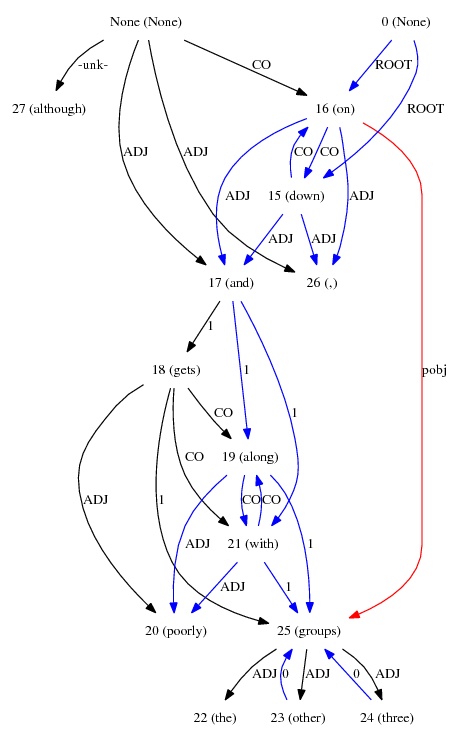 None (None) 0 (None)
-unk- CO ROOT
27 (although) 16 (on) ROOT
ADJ ADJ CO CO
ADJ 15 (down) ADJ
ADJ ADJ
17 (and) 26 (,)
1
18 (gets) 1 pobj
CO 1
ADJ 1 CO 19 (along)
CO CO
ADJ 21 (with) 1
ADJ 1
20 (poorly) 25 (groups)
ADJ 0 ADJ 0 ADJ
22 (the) 23 (other) 24 (three)